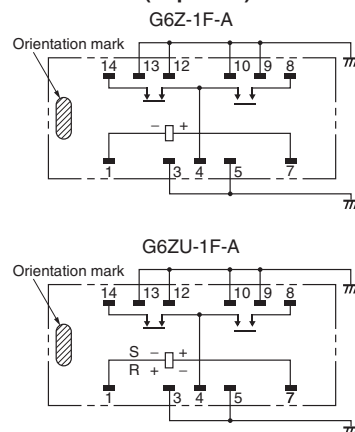 G6Z-1F-A
Orientation mark
14 13 12 10 9 8
− +
1 3 4 5 7
G6ZU-1F-A
Orientation mark
14 13 12 10 9 8
S − +
R + −
1 3 4 5 7